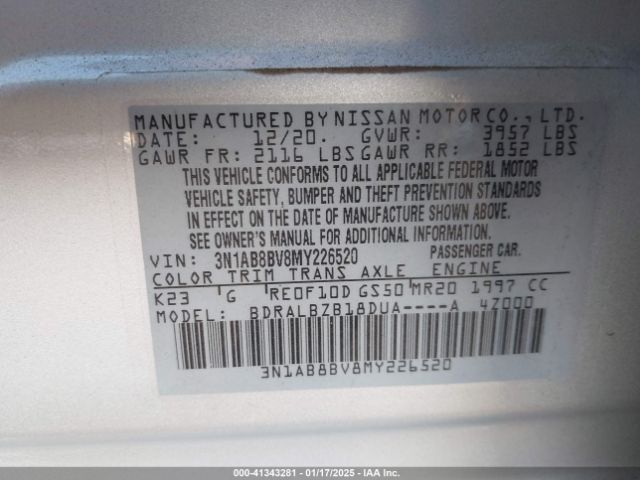 MANUFACTURED BY NISSAN MOTOR CO., LTD.
DATE: 12/20. GVWR: 3957 LBS
GAWR FR: 2116 LBS GAWR RR: 1852 LBS
THIS VEHICLE CONFORMS TO ALL APPLICABLE FEDERAL MOTOR
VEHICLE SAFETY, BUMPER AND THEFT PREVENTION STANDARDS
IN EFFECT ON THE DATE OF MANUFACTURE SHOWN ABOVE.
SEE OWNER'S MANUAL FOR ADDITIONAL INFORMATION.
VIN: 3N1AB8BV8MY226520 PASSENGER CAR.
COLOR TRIM TRANS AXLE ENGINE
K23 G RE0F10D GS50 MR20 1997 CC
MODEL: BDRALBZB18DUA----A 4Z000
3N1AB8BV8MY226520
000-41343281 - 01/17/2025 - IAA Inc.